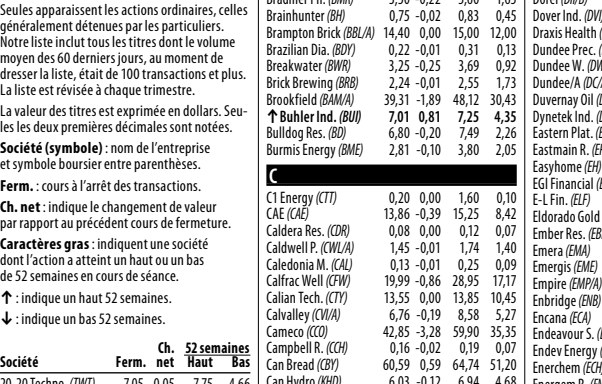 Seules apparaissent les actions ordinaires, celles
généralement détenues par les particuliers.
Notre liste inclut tous les titres dont le volume
moyen des 60 derniers jours, au moment de
dresser la liste, était de 100 transactions et plus.
La liste est révisée à chaque trimestre.
La valeur des titres est exprimée en dollars. Seu-
les les deux premières décimales sont notées.
Société (symbole) : nom de l'entreprise
et symbole boursier entre parenthèses.
Ferm. : cours à l'arrêt des transactions.
Ch. net : indique le changement de valeur
par rapport au précédent cours de fermeture.
Caractères gras : indiquent une société
dont l'action a atteint un haut ou un bas
de 52 semaines en cours de séance.
↑ : indique un haut 52 semaines.
↓ : indique un bas 52 semaines.
Ch. 52 semaines
Société Ferm. net Haut Bas
20-20 Techno. (TWT) 7,05 0,05 7,75 4,66
Brainhunter (BH) 0,75 -0,02 0,83 0,45
Brampton Brick (BBL/A) 14,40 0,00 15,00 12,00
Brazilian Dia. (BDY) 0,22 -0,01 0,31 0,13
Breakwater (BWR) 3,25 -0,25 3,69 0,92
Brick Brewing (BRB) 2,24 -0,01 2,55 1,73
Brookfield (BAM/A) 39,31 -1,89 48,12 30,43
↑ Buhler Ind. (BUI) 7,01 0,81 7,25 4,35
Bulldog Res. (BD) 6,80 -0,20 7,49 2,26
Burmis Energy (BME) 2,81 -0,10 3,80 2,05
C
C1 Energy (CTT) 0,20 0,00 1,60 0,10
CAE (CAE) 13,86 -0,39 15,25 8,42
Caldera Res. (CDR) 0,08 0,00 0,12 0,07
Caldwell P. (CWL/A) 1,45 -0,01 1,74 1,40
Caledonia M. (CAL) 0,13 -0,01 0,25 0,09
Calfrac Well (CFW) 19,99 -0,86 28,95 17,17
Calian Tech. (CTY) 13,55 0,00 13,85 10,45
Calvalley (CVI/A) 6,76 -0,19 8,58 5,27
Cameco (CCO) 42,85 -3,28 59,90 35,35
Campbell R. (CCH) 0,16 -0,02 0,19 0,07
Can Bread (CBY) 60,59 0,59 64,74 51,20
Can Hydro (KHD) 6,03 -0,12 6,94 4,68
Dover Ind.
Draxis Health
Dundee Prec.
Dundee W.
Dundee/A
Duvernay Oil
Dynetek Ind.
Eastern Plat.
Eastmain R.
Easyhome (EH)
EGI Financial
E-L Fin. (ELF)
Eldorado Gold
Ember Res.
Emera (EMA)
Emergis (EME)
Empire (EMP/A)
Enbridge (ENB)
Encana (ECA)
Endeavour S.
Endev Energy
Enerchem